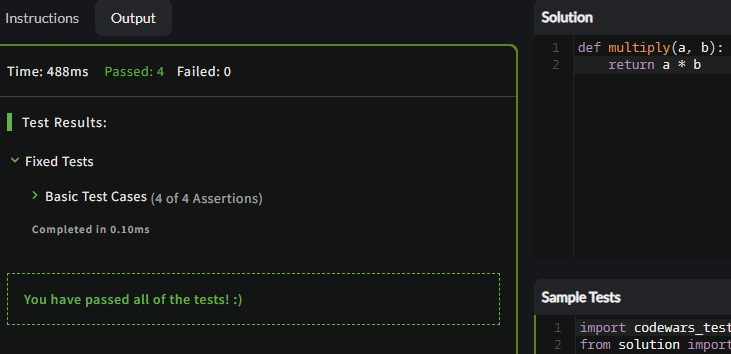 Instructions
Output
Time: 488ms Passed: 4 Failed: 0
Test Results:
Fixed Tests
Basic Test Cases (4 of 4 Assertions)
Completed in 0.10ms
You have passed all of the tests! :)
Solution
1 def multiply(a, b):
2     return a * b
Sample Tests
1 import codewars_test
2 from solution import